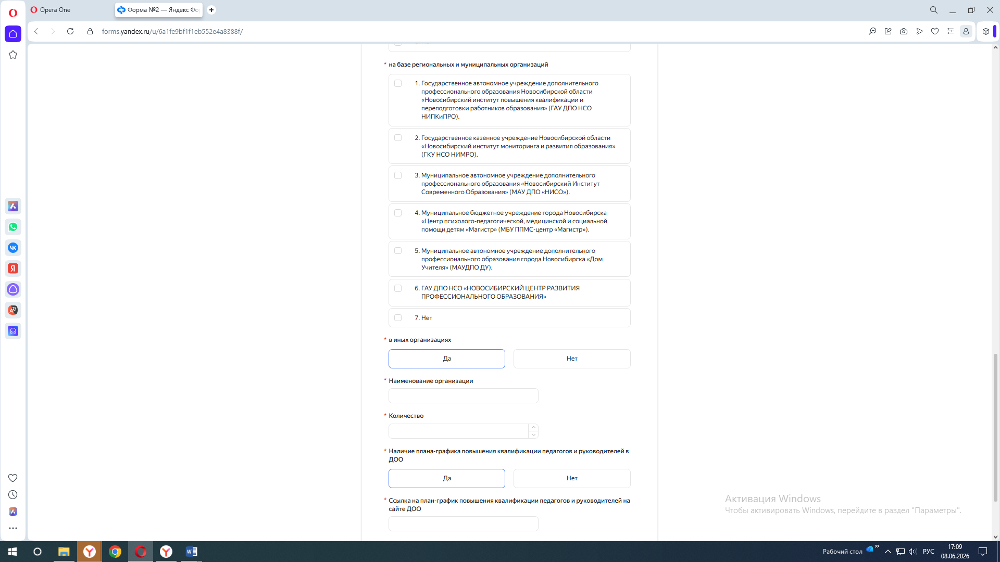 Opera One
Форма №2 — Яндекс Фо
forms.yandex.ru/u/6a1fe9bf1f1eb552e4a8388f/
* на базе региональных и муниципальных организаций
1. Государственное автономное учреждение дополнительного
профессионального образования Новосибирской области
«Новосибирский институт повышения квалификации и
переподготовки работников образования» (ГАУ ДПО НСО
НИПКиПРО).
2. Государственное казенное учреждение Новосибирской области
«Новосибирский институт мониторинга и развития образования»
(ГКУ НСО НИМРО).
3. Муниципальное автономное учреждение дополнительного
профессионального образования «Новосибирский Институт
Современного Образования» (МАУ ДПО «НИСО»).
4. Муниципальное бюджетное учреждение города Новосибирска
«Центр психолого-педагогической, медицинской и социальной
помощи детям «Магистр» (МБУ ППМС-центр «Магистр»).
5. Муниципальное автономное учреждение дополнительного
профессионального образования города Новосибирска «Дом
Учителя» (МАУДПО ДУ).
6. ГАУ ДПО НСО «НОВОСИБИРСКИЙ ЦЕНТР РАЗВИТИЯ
ПРОФЕССИОНАЛЬНОГО ОБРАЗОВАНИЯ»
7. Нет
* в иных организациях
Да
Нет
* Наименование организации
* Количество
* Наличие плана-графика повышения квалификации педагогов и руководителей в
ДОО
Да
Нет
* Ссылка на план-график повышения квалификации педагогов и руководителей на
сайте ДОО
Активация Windows
Чтобы активировать Windows, перейдите в раздел "Параметры".
Рабочий стол
РУС
17:09
08.06.2026